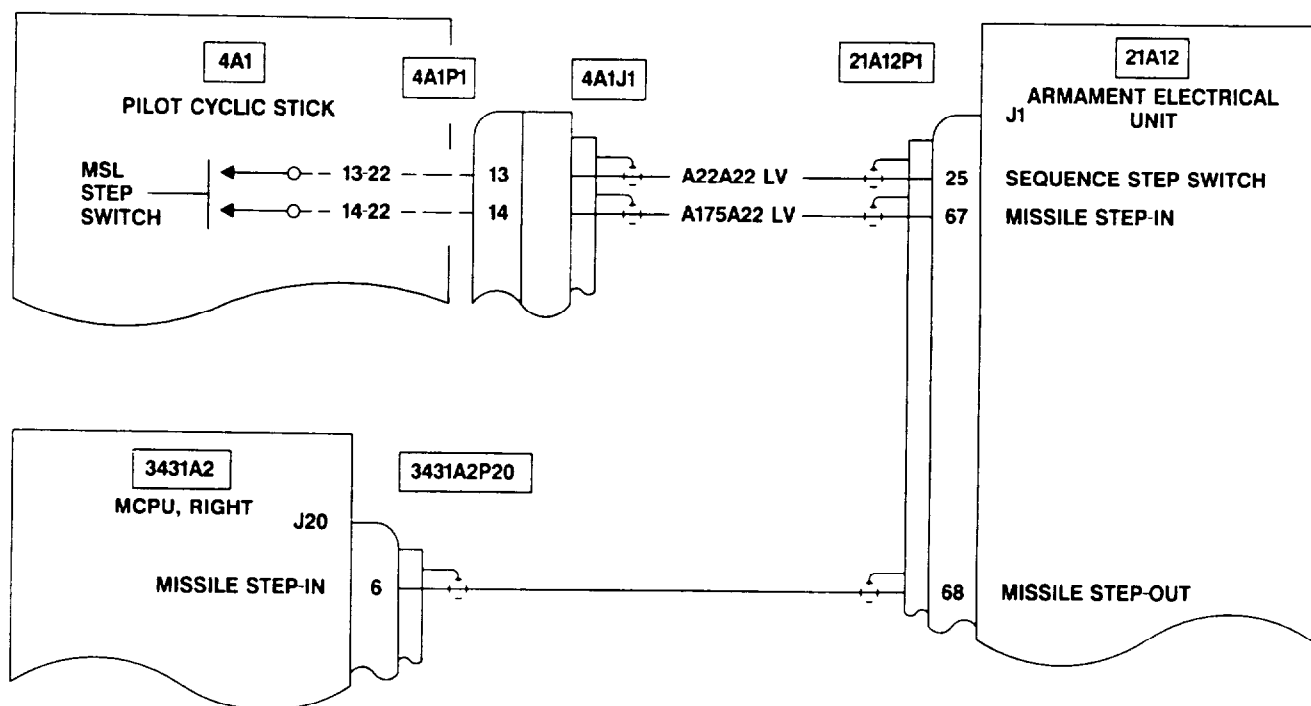 4A1
4A1P1
4A1J1
21A12P1
21A12
PILOT CYCLIC STICK
J1
ARMAMENT ELECTRICAL
UNIT
MSL
STEP
SWITCH
13-22
13
A22A22 LV
25
SEQUENCE STEP SWITCH
14-22
14
A175A22 LV
67
MISSILE STEP-IN
3431A2
3431A2P20
MCPU, RIGHT
J20
MISSILE STEP-IN
6
68
MISSILE STEP-OUT